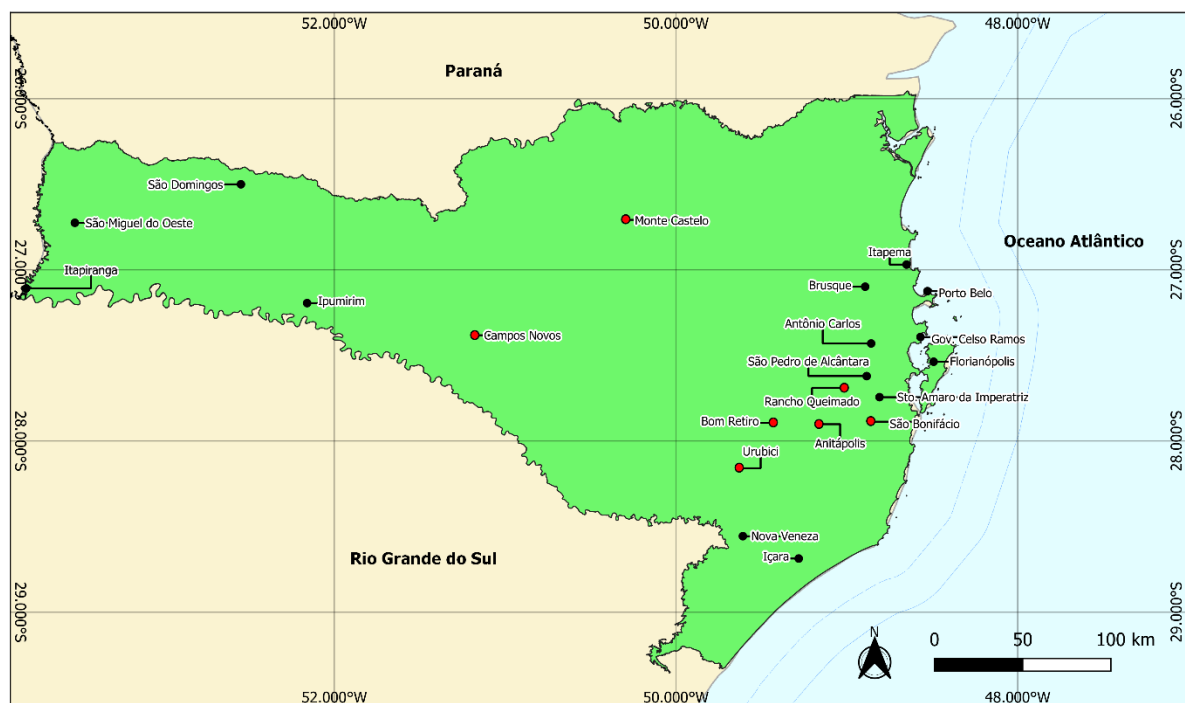 52.000°W
50.000°W
48.000°W
Paraná
26.000°S
26.000°S
São Domingos
São Miguel do Oeste
Monte Castelo
Oceano Atlântico
Itapema
27.000°S
27.000°S
Itapiranga
Brusque
Porto Belo
Ipumirim
Antônio Carlos
Campos Novos
Gov. Celso Ramos
São Pedro de Alcântara
Florianópolis
Rancho Queimado
Sto. Amaro da Imperatriz
Bom Retiro
São Bonifácio
Anitápolis
28.000°S
28.000°S
Urubici
Nova Veneza
Rio Grande do Sul
Içara
29.000°S
29.000°S
N
0 50 100 km
52.000°W
50.000°W
48.000°W